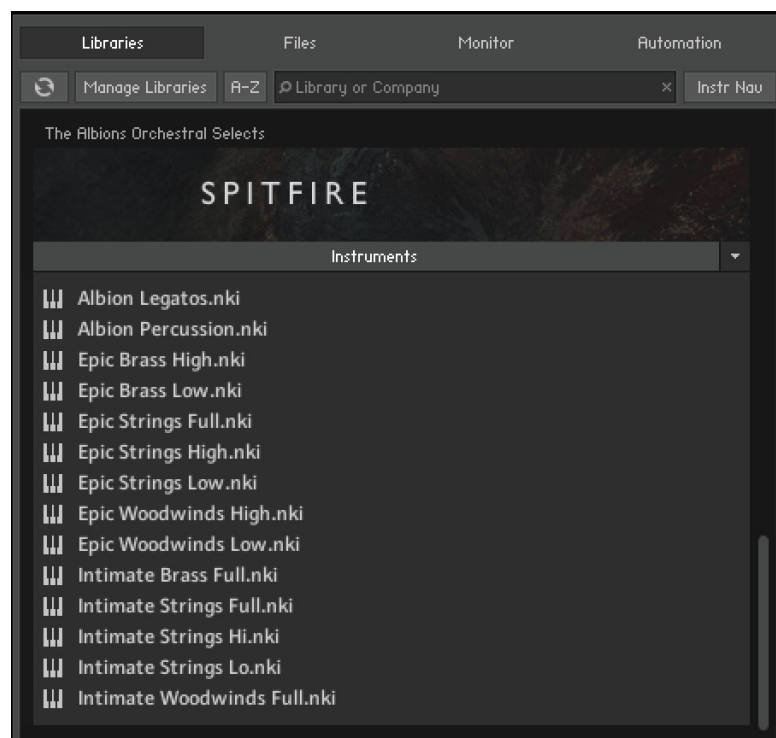 Libraries Files Monitor Automation
Manage Libraries A-Z Library or Company × Instr Nav
The Albions Orchestral Selects
SPITFIRE
Instruments
Albion Legatos.nki
Albion Percussion.nki
Epic Brass High.nki
Epic Brass Low.nki
Epic Strings Full.nki
Epic Strings High.nki
Epic Strings Low.nki
Epic Woodwinds High.nki
Epic Woodwinds Low.nki
Intimate Brass Full.nki
Intimate Strings Full.nki
Intimate Strings Hi.nki
Intimate Strings Lo.nki
Intimate Woodwinds Full.nki